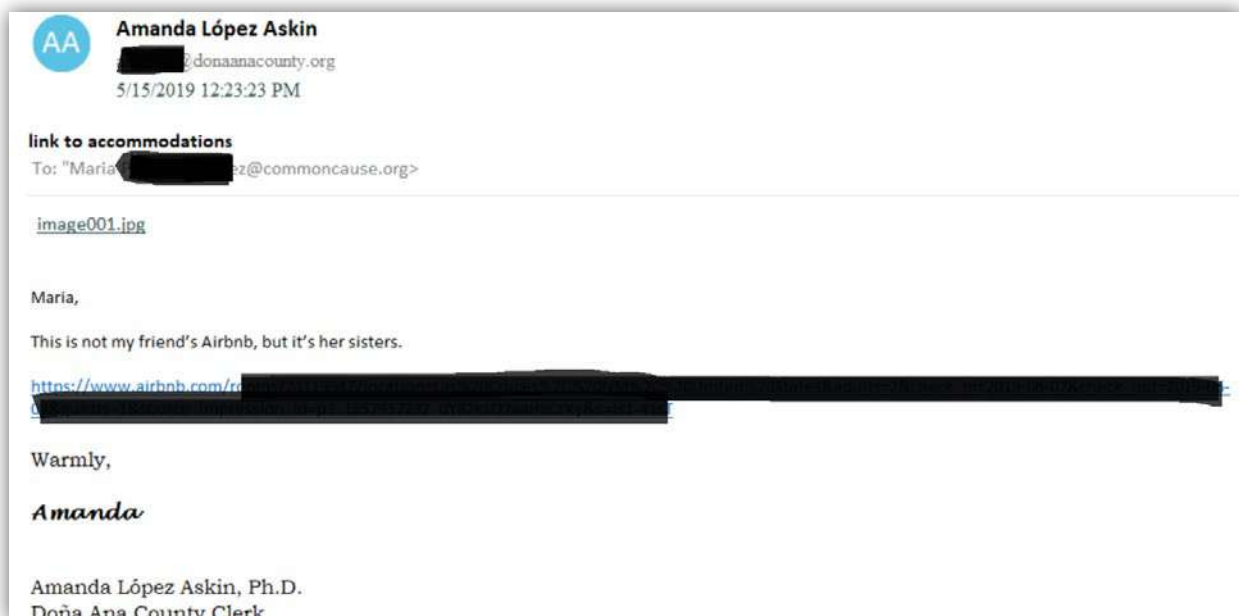 AA
Amanda López Askin
@donaanacounty.org
5/15/2019 12:23:23 PM
link to accommodations
To: "Maria ez@commoncause.org>
image001.jpg
Maria,
This is not my friend's Airbnb, but it's her sisters.
https://www.airbnb.com/ro
Warmly,
Amanda
Amanda López Askin, Ph.D.
Doña Ana County Clerk